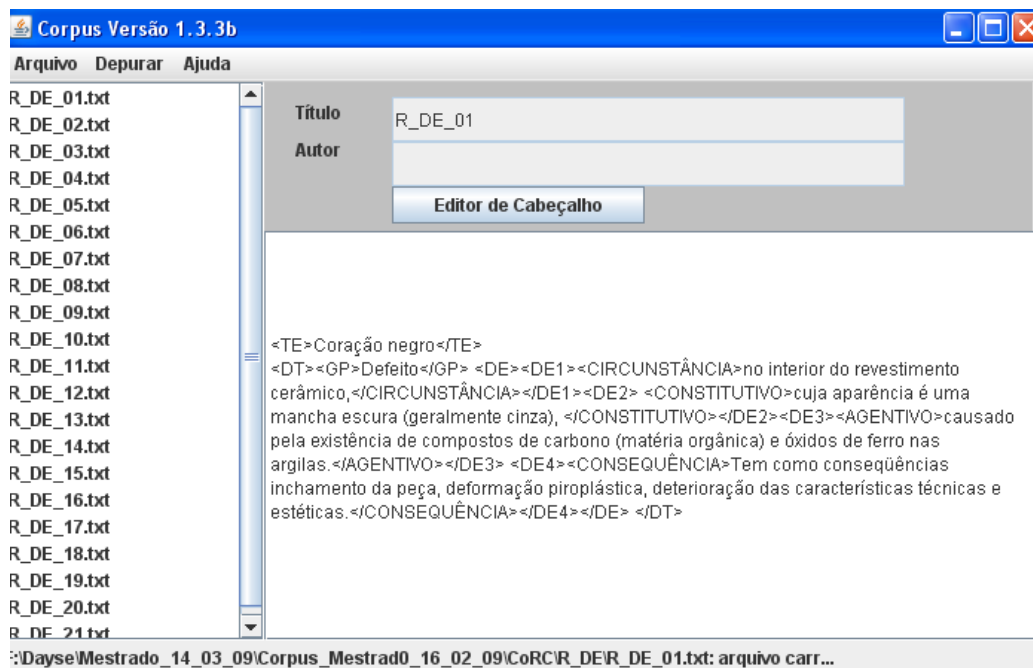 Corpus Versão 1.3.3b
Arquivo Depurar Ajuda
R_DE_01.txt
R_DE_02.txt
R_DE_03.txt
R_DE_04.txt
R_DE_05.txt
R_DE_06.txt
R_DE_07.txt
R_DE_08.txt
R_DE_09.txt
R_DE_10.txt
R_DE_11.txt
R_DE_12.txt
R_DE_13.txt
R_DE_14.txt
R_DE_15.txt
R_DE_16.txt
R_DE_17.txt
R_DE_18.txt
R_DE_19.txt
R_DE_20.txt
R_DE_21.txt
Título R_DE_01
Autor
Editor de Cabeçalho
<TE>Coração negro</TE>
<DT><GP>Defeito</GP> <DE><DE1><CIRCUNSTÂNCIA>no interior do revestimento
cerâmico,</CIRCUNSTÂNCIA></DE1><DE2> <CONSTITUTIVO>cuja aparência é uma
mancha escura (geralmente cinza), </CONSTITUTIVO></DE2><DE3><AGENTIVO>causado
pela existência de compostos de carbono (matéria orgânica) e óxidos de ferro nas
argilas.</AGENTIVO></DE3> <DE4><CONSEQUÊNCIA>Tem como conseqüências
inchamento da peça, deformação piroplástica, deterioração das características técnicas e
estéticas.</CONSEQUÊNCIA></DE4></DE> </DT>
F:\Dayse\Mestrado_14_03_09\Corpus_Mestrad0_16_02_09\CoRC\R_DE\R_DE_01.txt: arquivo carr...